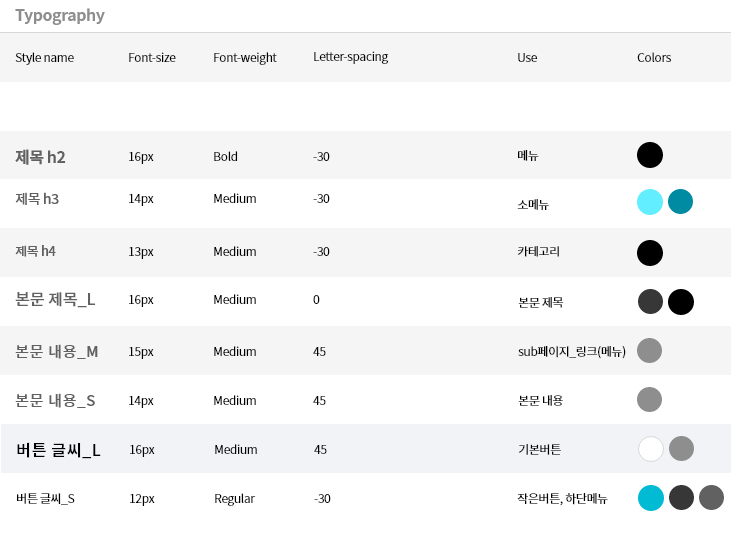 Typography
Style name Font-size Font-weight Letter-spacing Use Colors
제목 h2 16px Bold -30 메뉴
제목 h3 14px Medium -30 소메뉴
제목 h4 13px Medium -30 카테고리
본문 제목_L 16px Medium 0 본문 제목
본문 내용_M 15px Medium 45 sub페이지_링크(메뉴)
본문 내용_S 14px Medium 45 본문 내용
버튼 글씨_L 16px Medium 45 기본버튼
버튼 글씨_S 12px Regular -30 작은버튼, 하단메뉴